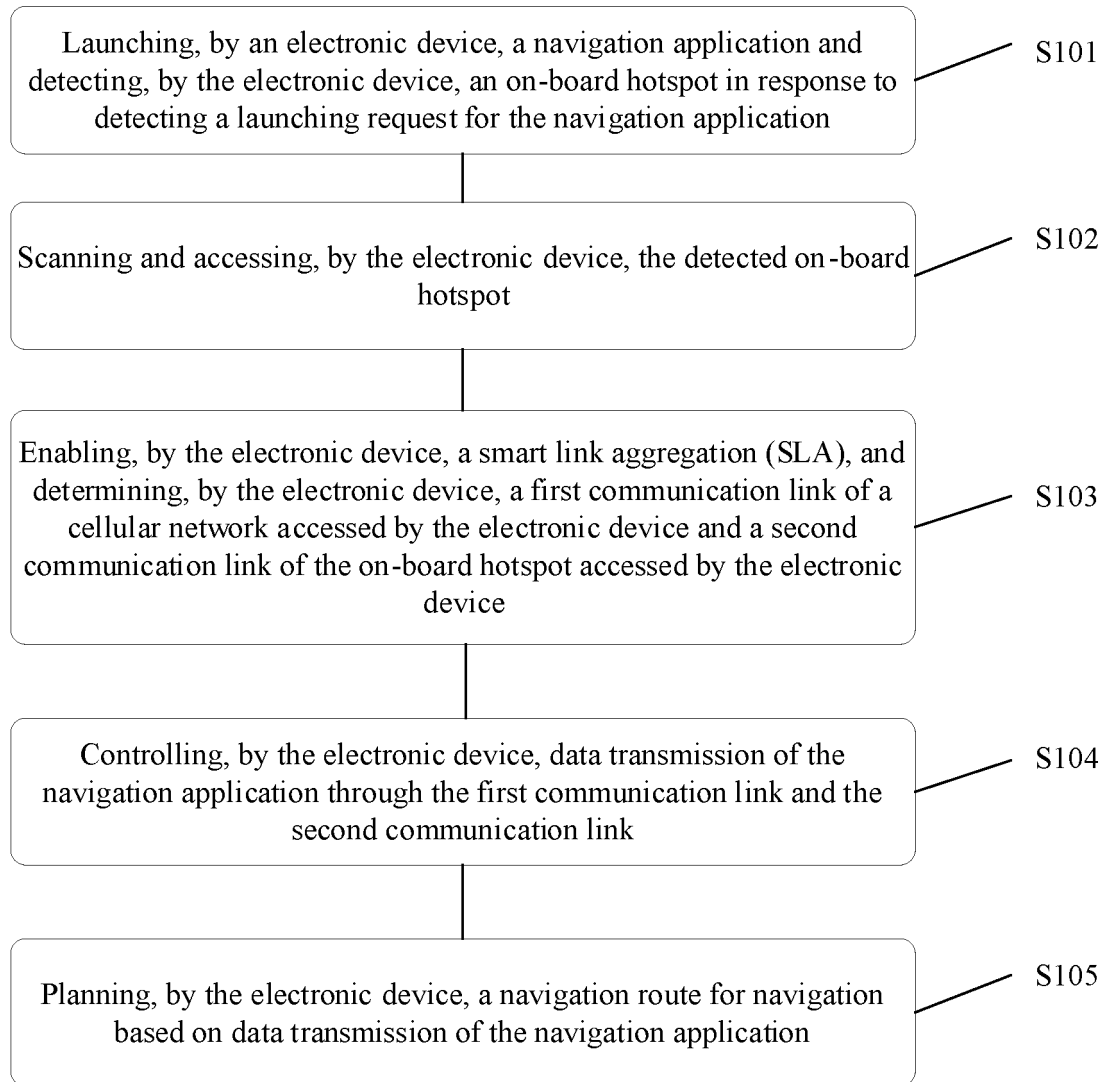 Launching, by an electronic device, a navigation application and
detecting, by the electronic device, an on-board hotspot in response to
detecting a launching request for the navigation application
S101
Scanning and accessing, by the electronic device, the detected on-board
hotspot
S102
Enabling, by the electronic device, a smart link aggregation (SLA), and
determining, by the electronic device, a first communication link of a
cellular network accessed by the electronic device and a second
communication link of the on-board hotspot accessed by the electronic
device
S103
Controlling, by the electronic device, data transmission of the
navigation application through the first communication link and the
second communication link
S104
Planning, by the electronic device, a navigation route for navigation
based on data transmission of the navigation application
S105